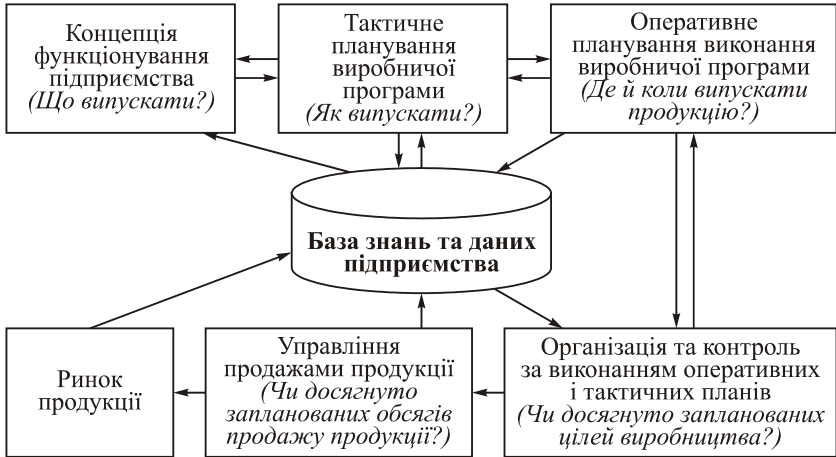 Концепція
функціонування
підприємства
(Що випускати?)
Тактичне
планування
виробничої
програми
(Як випускати?)
Оперативне
планування виконання
виробничої програми
(Де й коли випускати
продукцію?)
База знань та даних
підприємства
Ринок
продукції
Управління
продажами продукції
(Чи досягнуто
запланованих обсягів
продажу продукції?)
Організація та контроль
за виконанням оперативних
і тактичних планів
(Чи досягнуто запланованих
цілей виробництва?)